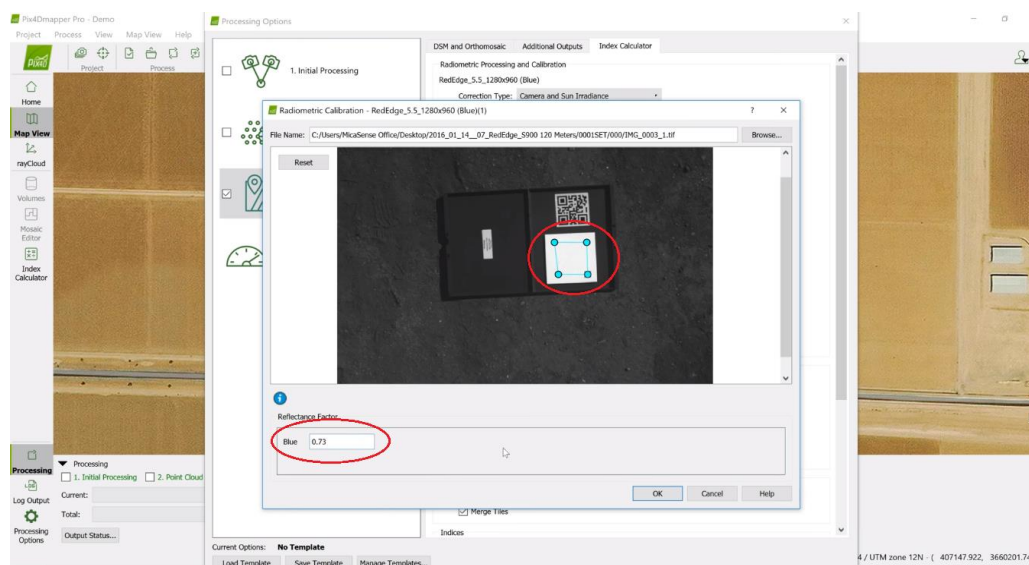 Pix4Dmapper Pro - Demo
Project Process View Map View Help
Pix4D
Project
Process
Home
Map View
rayCloud
Volumes
Mosaic
Editor
Index
Calculator
Processing
Log Output
Processing
Options
Processing
1. Initial Processing 2. Point Cloud
Current:
Total:
Output Status...
Processing Options
1. Initial Processing
DSM and Orthomosaic Additional Outputs Index Calculator
Radiometric Processing and Calibration
RedEdge_5.5_1280x960 (Blue)
Correction Type: Camera and Sun Irradiance
Radiometric Calibration - RedEdge_5.5_1280x960 (Blue)(1)
File Name: C:/Users/MicaSense Office/Desktop/2016_01_14__07_RedEdge_S900 120 Meters/0001SET/000/IMG_0003_1.tif Browse...
Reset
Reflectance Factor
Blue 0.73
OK Cancel Help
Merge Tiles
Indices
Current Options: No Template
Load Template Save Template Manage Templates...
4 / UTM zone 12N - ( 407147.922, 3660201.74